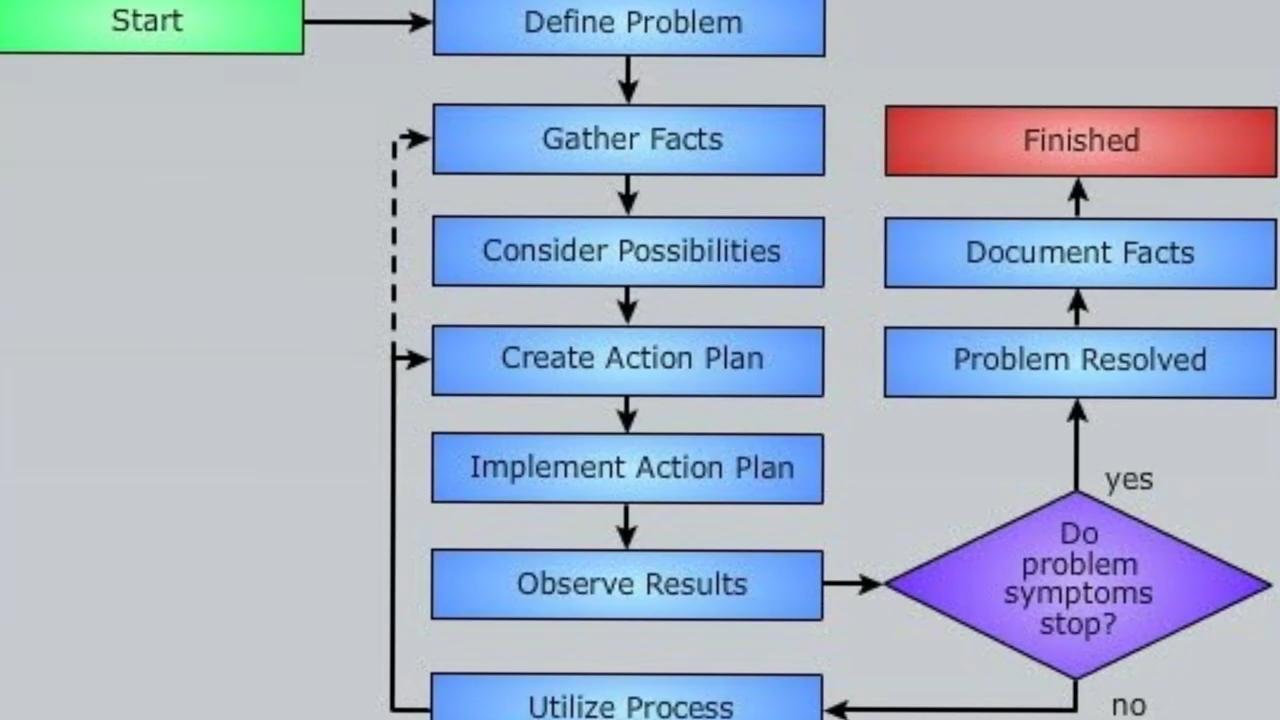 Start
Define Problem
Gather Facts
Consider Possibilities
Create Action Plan
Implement Action Plan
Observe Results
Utilize Process
Finished
Document Facts
Problem Resolved
yes
Do
problem
symptoms
stop?
no